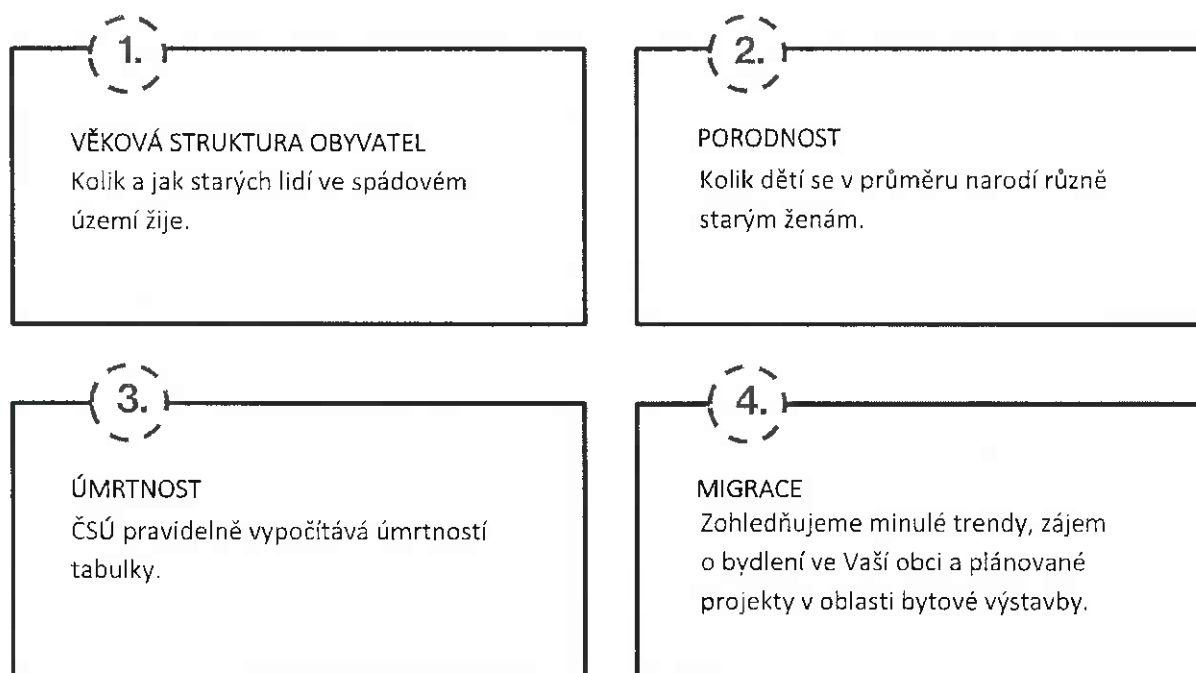 1.
VĚKOVÁ STRUKTURA OBYVATEL
Kolik a jak starých lidí ve spádovém
území žije.
2.
PORODNOST
Kolik dětí se v průměru narodí různě
starým ženám.
3.
ÚMRTNOST
ČSÚ pravidelně vypočítává úmrtností
tabulky.
4.
MIGRACE
Zohledňujeme minulé trendy, zájem
o bydlení ve Vaší obci a plánované
projekty v oblasti bytové výstavby.